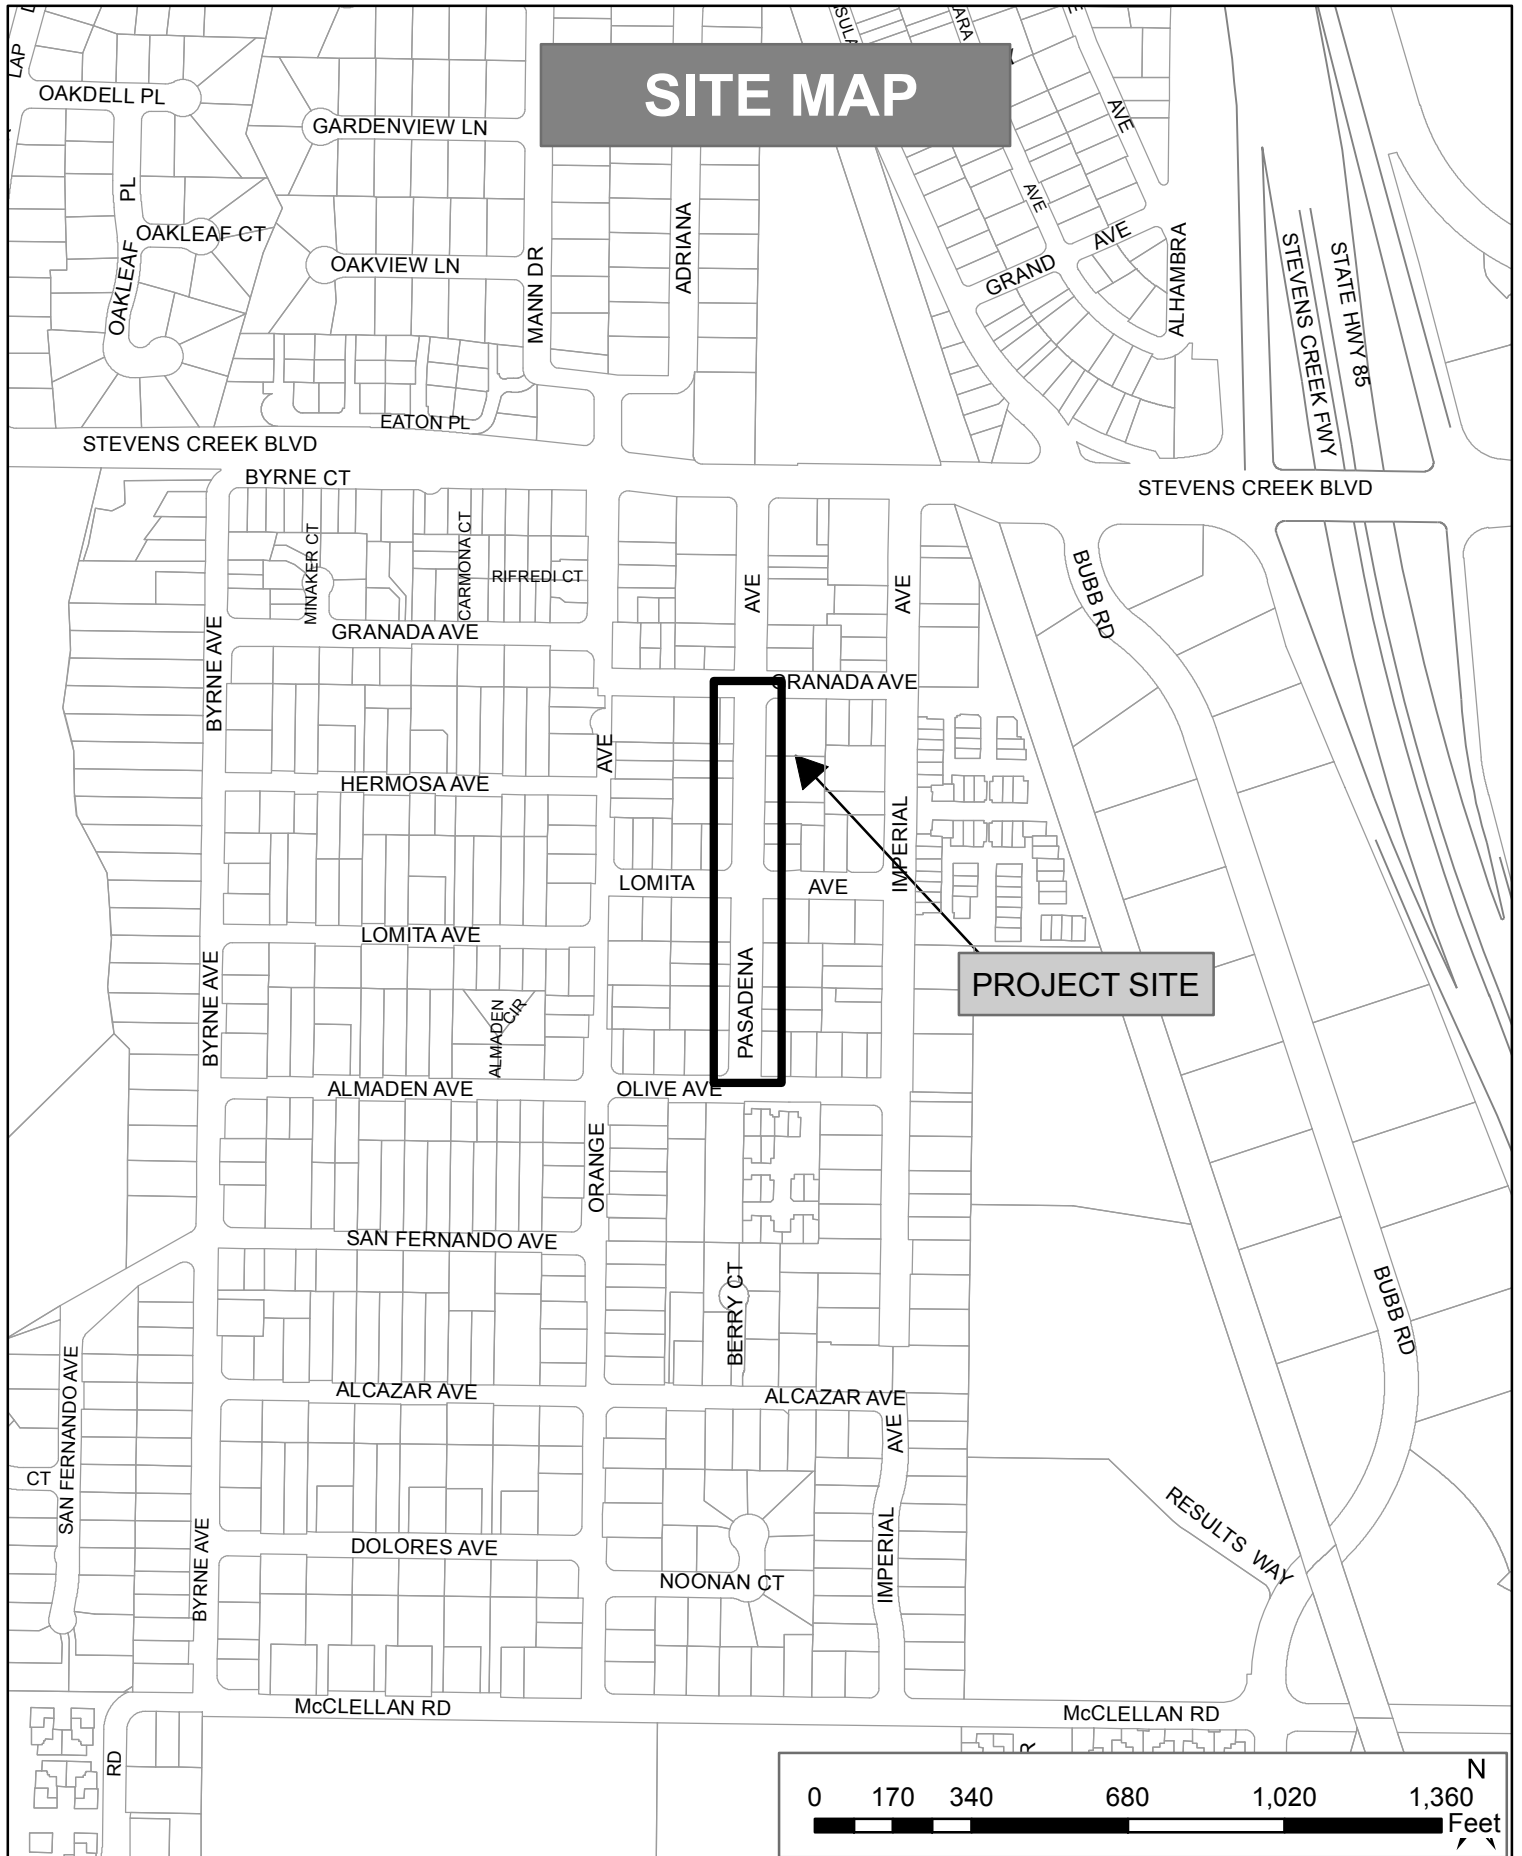 SITE MAP
LAP
OAKDELL PL
GARDENVIEW LN
ARA
AVE
PL
OAKLEAF CT
OAKLEAF
OAKVIEW LN
MANN DR
ADRIANA
AVE
GRAND AVE
ALHAMBRA
STEVENS CREEK FWY
STATE HWY 85
EATON PL
STEVENS CREEK BLVD
BYRNE CT
STEVENS CREEK BLVD
MINAKER CT
CARMONA CT
RIFREDI CT
AVE
AVE
BUBB RD
GRANADA AVE
BYRNE AVE
GRANADA AVE
AVE
HERMOSA AVE
IMPERIAL
LOMITA AVE
LOMITA AVE
BYRNE AVE
PASADENA
PROJECT SITE
ALMADEN CIR
ALMADEN AVE
OLIVE AVE
ORANGE
SAN FERNANDO AVE
BERRY CT
BUBB RD
SAN FERNANDO AVE
ALCAZAR AVE
ALCAZAR AVE
AVE
CT
RESULTS WAY
BYRNE AVE
DOLORES AVE
IMPERIAL
NOONAN CT
McCLELLAN RD
McCLELLAN RD
RD
R
N
0 170 340 680 1,020 1,360
Feet